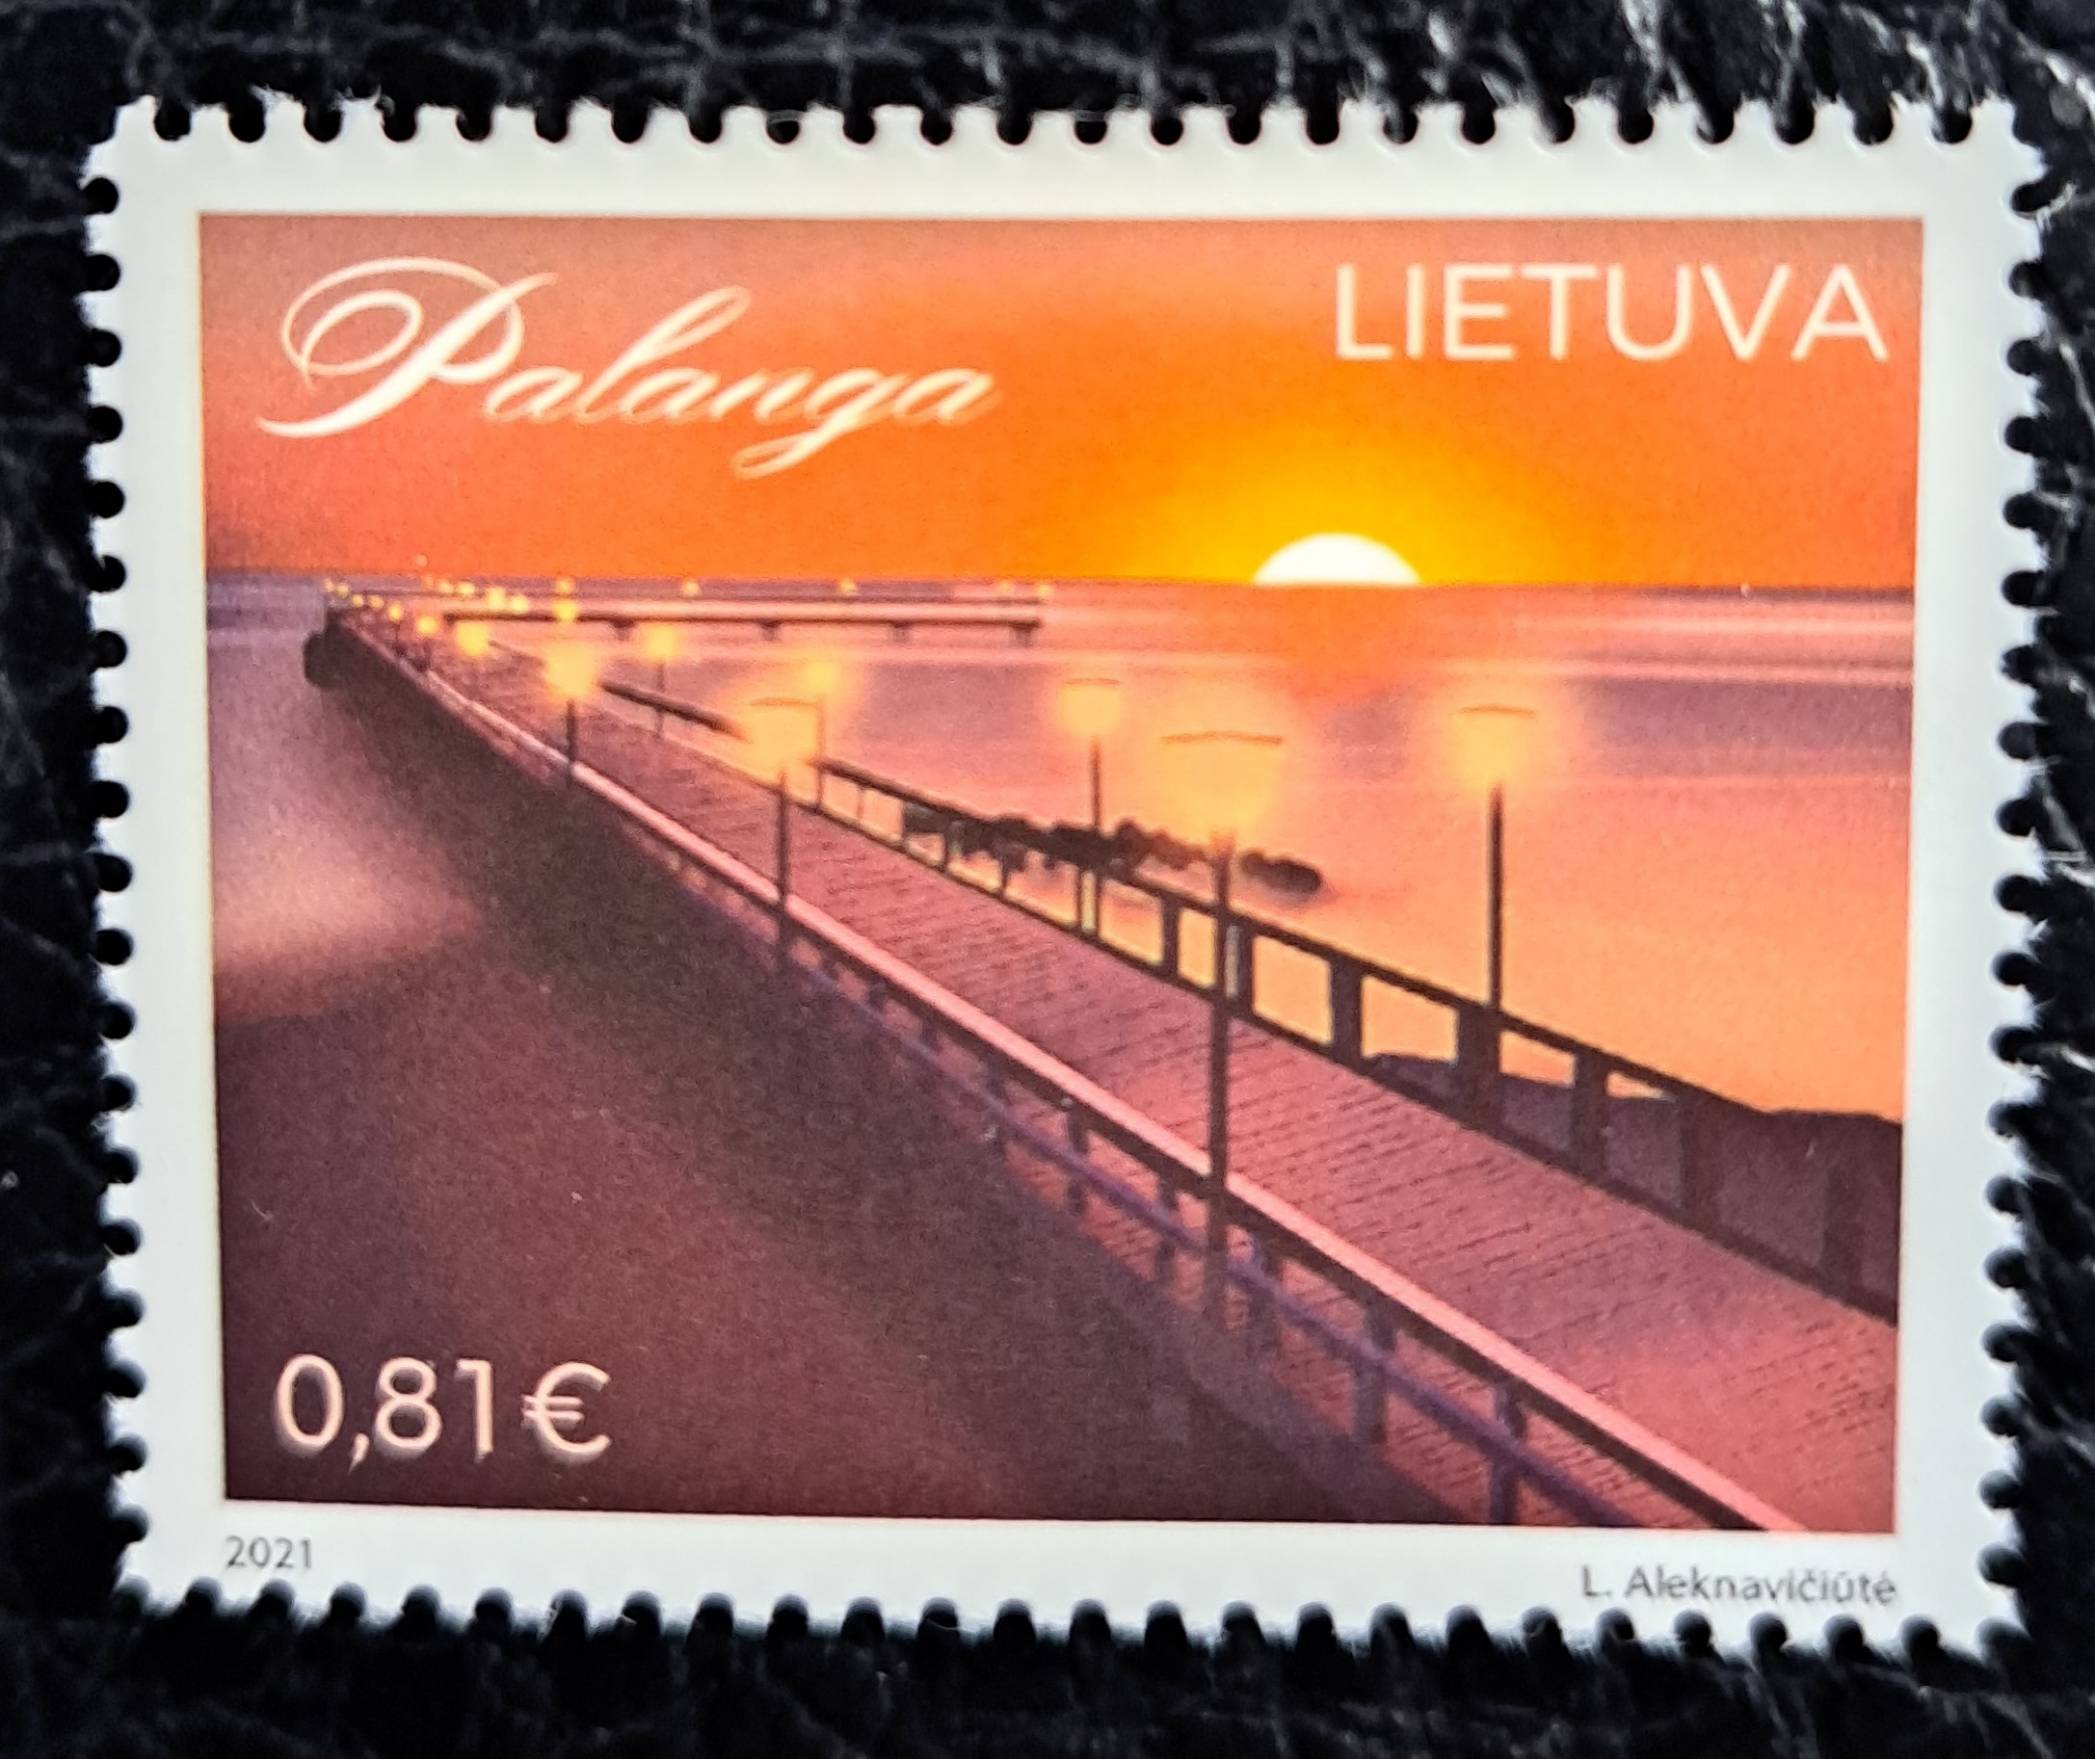 Palanga
LIETUVA
0,81€
2021
L. Aleknavičiūtė